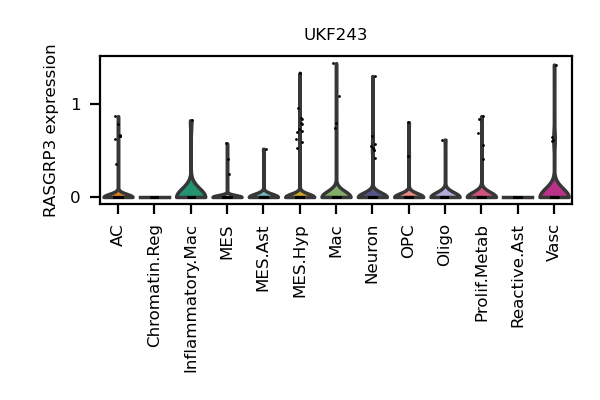 UKF243
RASGRP3 expression
1
0
AC
Chromatin.Reg
Inflammatory.Mac
MES
MES.Ast
MES.Hyp
Mac
Neuron
OPC
Oligo
Prolif.Metab
Reactive.Ast
Vasc